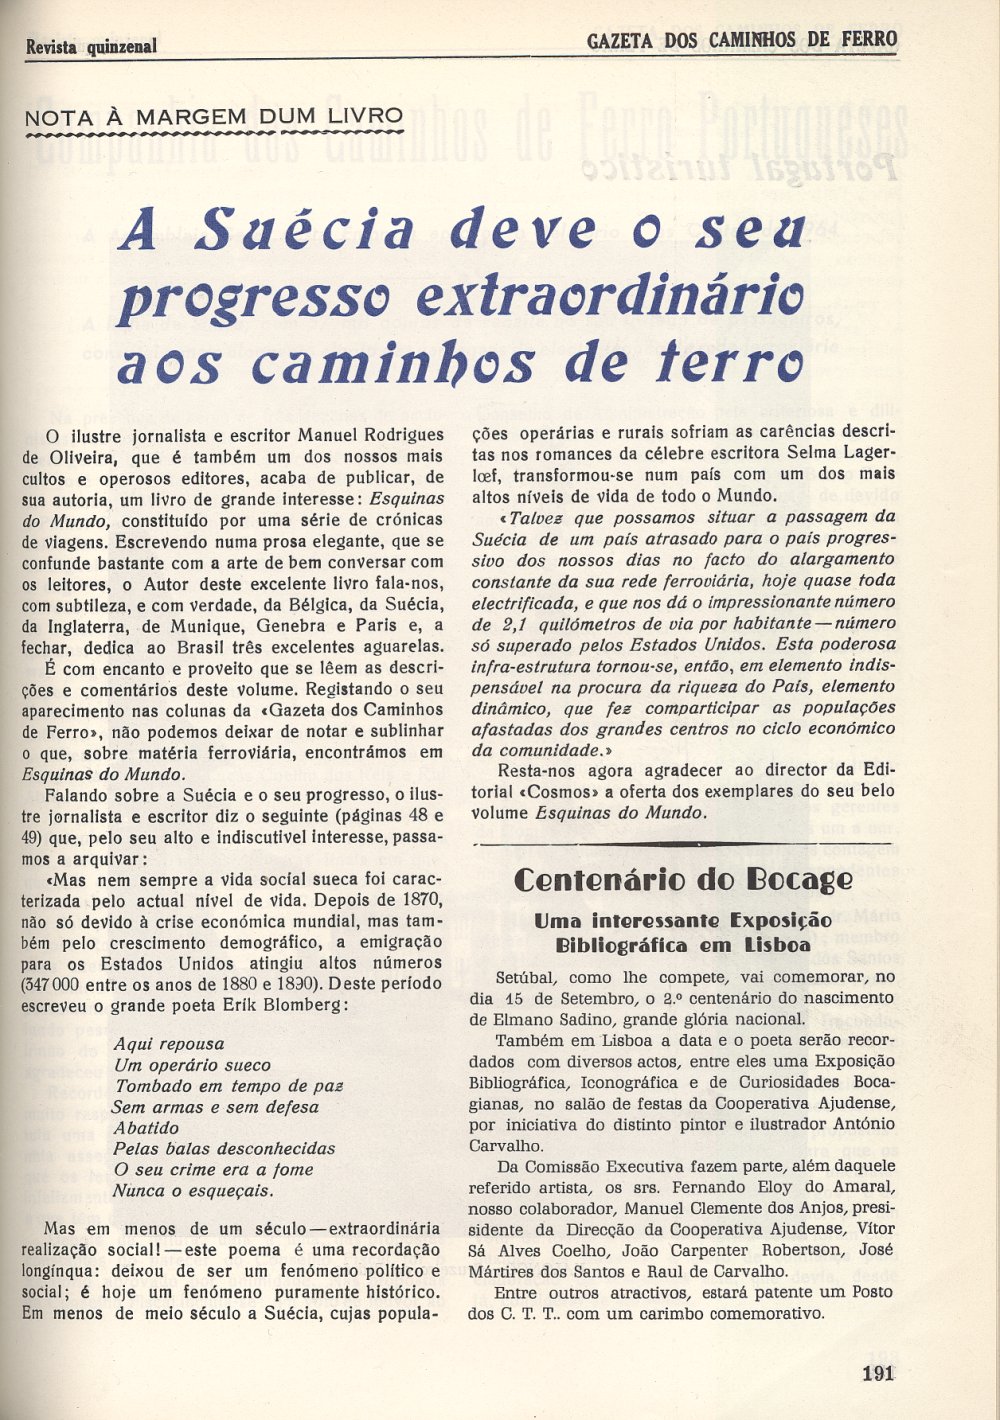 Revista quinzenal
GAZETA DOS CAMINHOS DE FERRO
NOTA À MARGEM DUM LIVRO
A Suécia deve o seu
progresso extraordinário
aos caminhos de ferro
O ilustre jornalista e escritor Manuel Rodrigues
de Oliveira, que é também um dos nossos mais
cultos e operosos editores, acaba de publicar, de
sua autoria, um livro de grande interesse: Esquinas
do Mundo, constituído por uma série de crónicas
de viagens. Escrevendo numa prosa elegante, que se
confunde bastante com a arte de bem conversar com
os leitores, o Autor deste excelente livro fala-nos,
com subtileza, e com verdade, da Bélgica, da Suécia,
da Inglaterra, de Munique, Genebra e Paris e, a
fechar, dedica ao Brasil três excelentes aguarelas.
É com encanto e proveito que se lêem as descri-
ções e comentários deste volume. Registando o seu
aparecimento nas colunas da «Gazeta dos Caminhos
de Ferro», não podemos deixar de notar e sublinhar
o que, sobre matéria ferroviária, encontrámos em
Esquinas do Mundo.
Falando sobre a Suécia e o seu progresso, o ilus-
tre jornalista e escritor diz o seguinte (páginas 48 e
49) que, pelo seu alto e indiscutivel interesse, passa-
mos a arquivar:
«Mas nem sempre a vida social sueca foi carac-
terizada pelo actual nível de vida. Depois de 1870,
não só devido à crise económica mundial, mas tam-
bém pelo crescimento demográfico, a emigração
para os Estados Unidos atingiu altos números
(347 000 entre os anos de 1880 e 1890). Deste período
escreveu o grande poeta Erik Blomberg:
Aqui repousa
Um operário sueco
Tombado em tempo de paz
Sem armas e sem defesa
Abatido
Pelas balas desconhecidas
O seu crime era a fome
Nunca o esqueçais.
Mas em menos de um século — extraordinária
realização social! — este poema é uma recordação
longínqua: deixou de ser um fenómeno político e
social; é hoje um fenómeno puramente histórico.
Em menos de meio século a Suécia, cujas popula-
ções operárias e rurais sofriam as carências descri-
tas nos romances da célebre escritora Selma Lager-
lœf, transformou-se num país com um dos mais
altos níveis de vida de todo o Mundo.
«Talvez que possamos situar a passagem da
Suécia de um país atrasado para o país progres-
sivo dos nossos dias no facto do alargamento
constante da sua rede ferroviária, hoje quase toda
electrificada, e que nos dá o impressionante número
de 2,1 quilómetros de via por habitante — número
só superado pelos Estados Unidos. Esta poderosa
infra-estrutura tornou-se, então, em elemento indis-
pensável na procura da riqueza do País, elemento
dinâmico, que fez comparticipar as populações
afastadas dos grandes centros no ciclo económico
da comunidade.»
Resta-nos agora agradecer ao director da Edi-
torial «Cosmos» a oferta dos exemplares do seu belo
volume Esquinas do Mundo.
Centenário do Bocage
Uma interessante Exposição
Bibliográfica em Lisboa
Setúbal, como lhe compete, vai comemorar, no
dia 15 de Setembro, o 2.º centenário do nascimento
de Elmano Sadino, grande glória nacional.
Também em Lisboa a data e o poeta serão recor-
dados com diversos actos, entre eles uma Exposição
Bibliográfica, Iconográfica e de Curiosidades Boca-
gianas, no salão de festas da Cooperativa Ajudense,
por iniciativa do distinto pintor e ilustrador António
Carvalho.
Da Comissão Executiva fazem parte, além daquele
referido artista, os srs. Fernando Eloy do Amaral,
nosso colaborador, Manuel Clemente dos Anjos, presi-
sidente da Direcção da Cooperativa Ajudense, Vítor
Sá Alves Coelho, João Carpenter Robertson, José
Mártires dos Santos e Raul de Carvalho.
Entre outros atractivos, estará patente um Posto
dos C. T. T.. com um carimbo comemorativo.
191